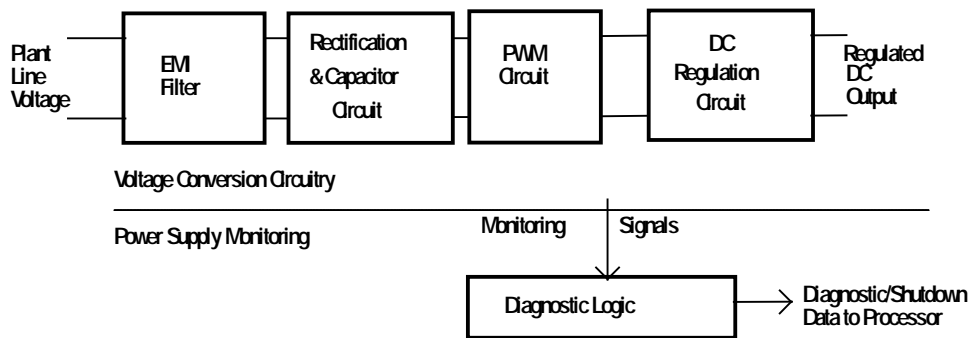 Plant
Line
Voltage
EMI
Filter
Rectification
& Capacitor
Circuit
PWM
Circuit
DC
Regulation
Circuit
Regulated
DC
Output
Voltage Conversion Circuitry
Power Supply Monitoring
Monitoring Signals
Diagnostic Logic
Diagnostic/Shutdown
Data to Processor